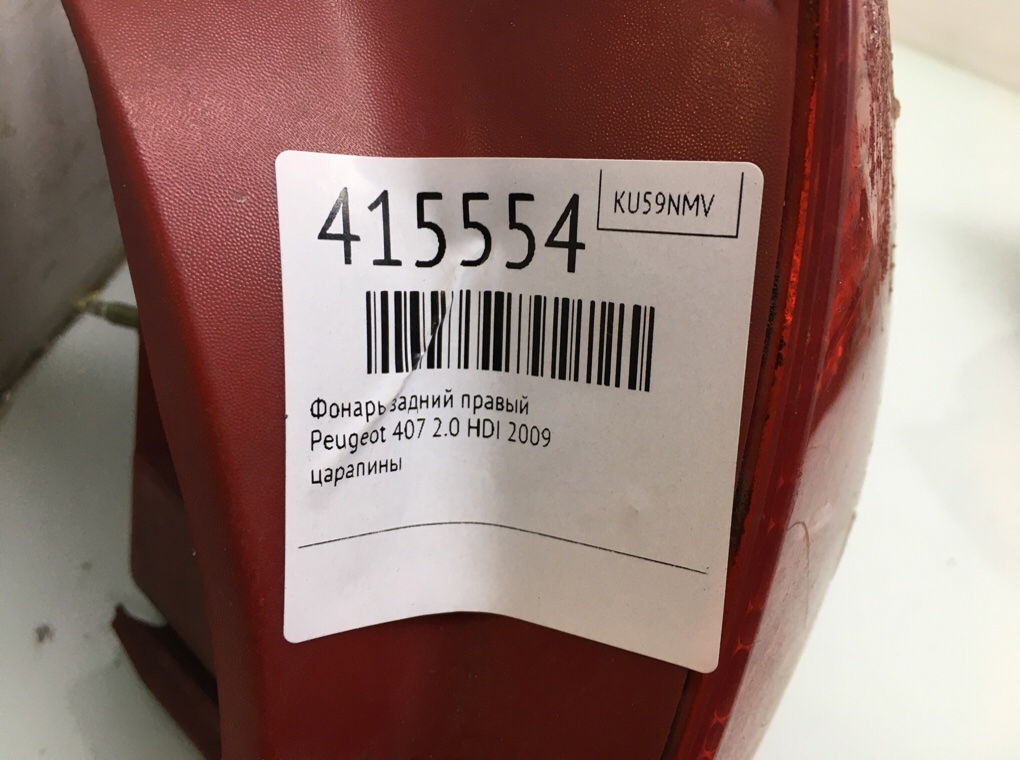 415554
KU59NMV
Фонарь задний правый
Peugeot 407 2.0 HDI 2009
царапины